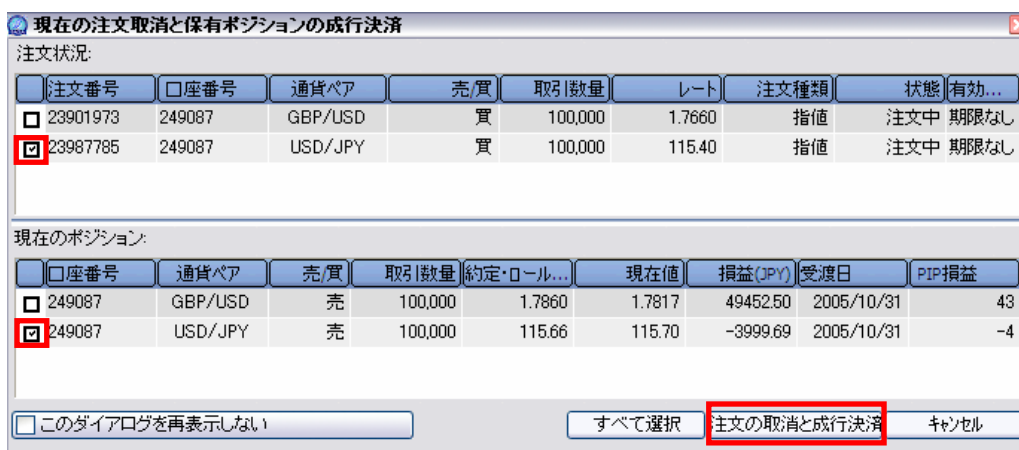 現在の注文取消と保有ポジションの成行決済
注文状況:
注文番号 口座番号 通貨ペア 売/買 取引数量 レート 注文種類 状態 有効...
23901973 249087 GBP/USD 買 100,000 1.7660 指値 注文中 期限なし
23987785 249087 USD/JPY 買 100,000 115.40 指値 注文中 期限なし
現在のポジション:
口座番号 通貨ペア 売/買 取引数量 約定・ロール... 現在値 損益(JPY) 受渡日 PIP損益
249087 GBP/USD 売 100,000 1.7860 1.7817 49452.50 2005/10/31 43
249087 USD/JPY 売 100,000 115.66 115.70 -3999.69 2005/10/31 -4
このダイアログを再表示しない すべて選択 注文の取消と成行決済 キャンセル